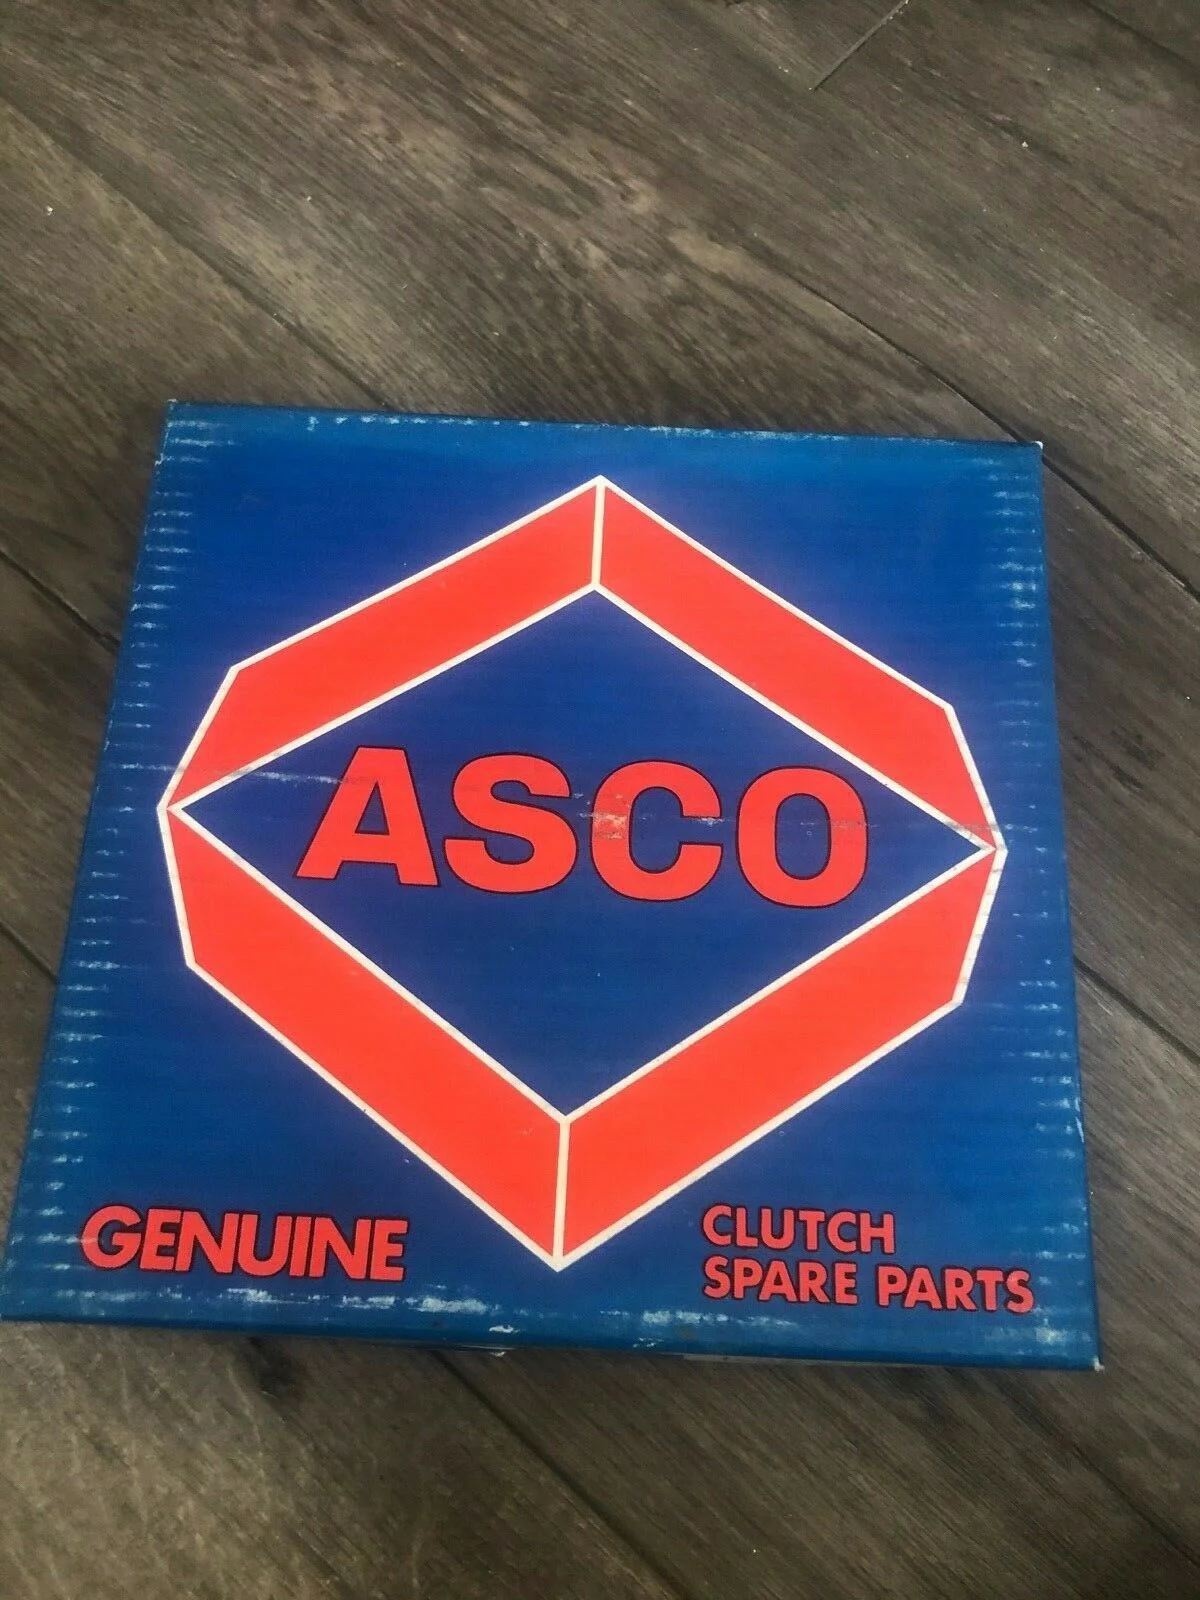 ASCO
GENUINE
CLUTCH
SPARE PARTS